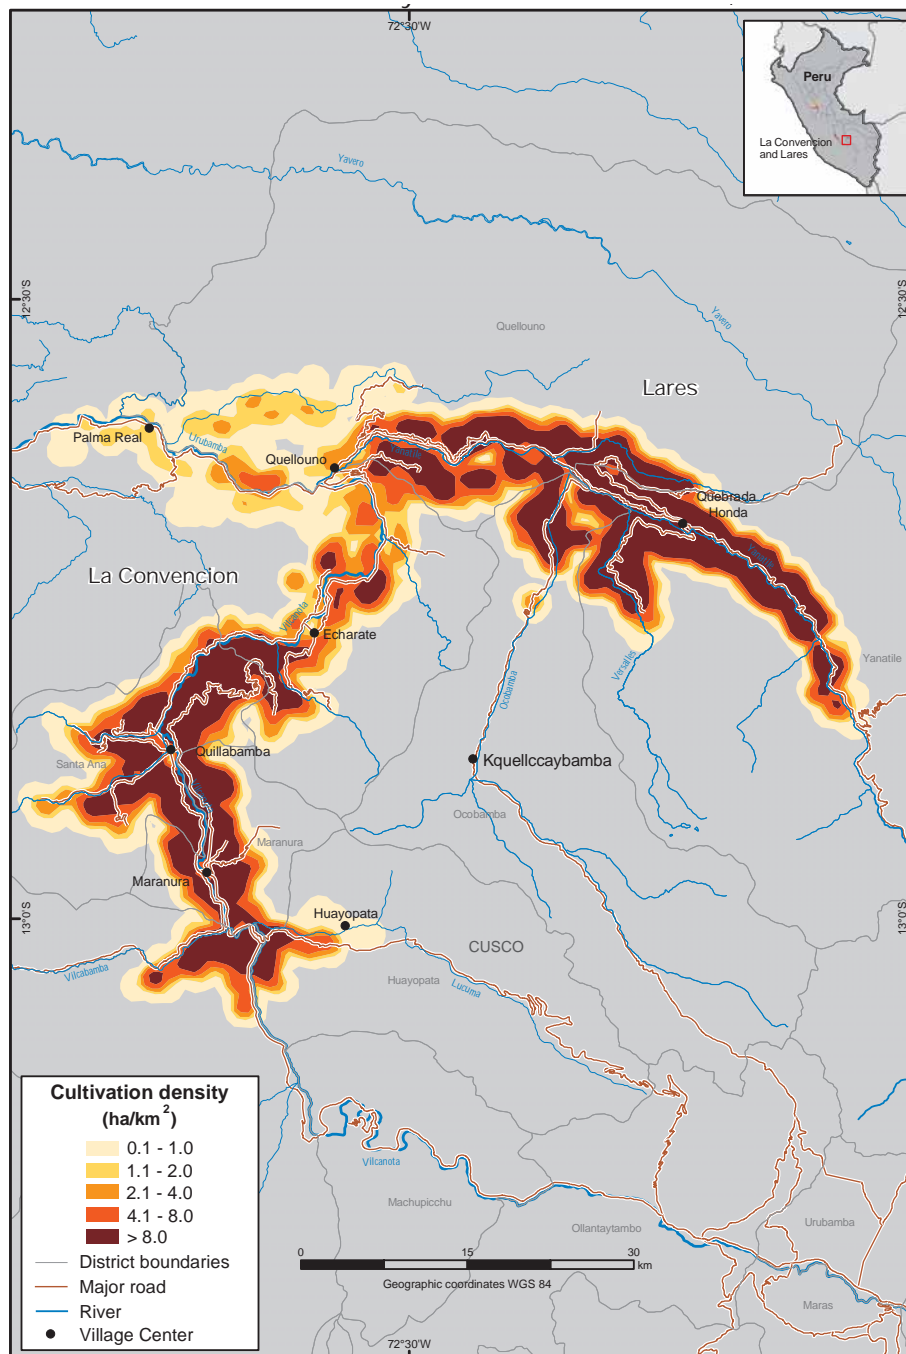 72°30'W
Peru
La Convencion
and Lares
Yavero
12°30'S
12°30'S
Yavero
Quellouno
Lares
Palma Real
Urubamba
Quellouno
Yanatile
Quebrada
Honda
La Convencion
Yanatile
Vilcanota
Echarate
Versalles
Yanatile
Ocobamba
Quillabamba
Santa Ana
Kquellccaybamba
Ocobamba
Maranura
Maranura
13°0'S
13°0'S
Huayopata
CUSCO
Vilcabamba
Huayopata
Lucuma
Cultivation density
(ha/km2)
0.1 - 1.0
1.1 - 2.0
2.1 - 4.0
4.1 - 8.0
> 8.0
District boundaries
Major road
River
Village Center
Vilcanota
Machupicchu
Ollantaytambo
Urubamba
Maras
0 15 30
km
Geographic coordinates WGS 84
72°30'W